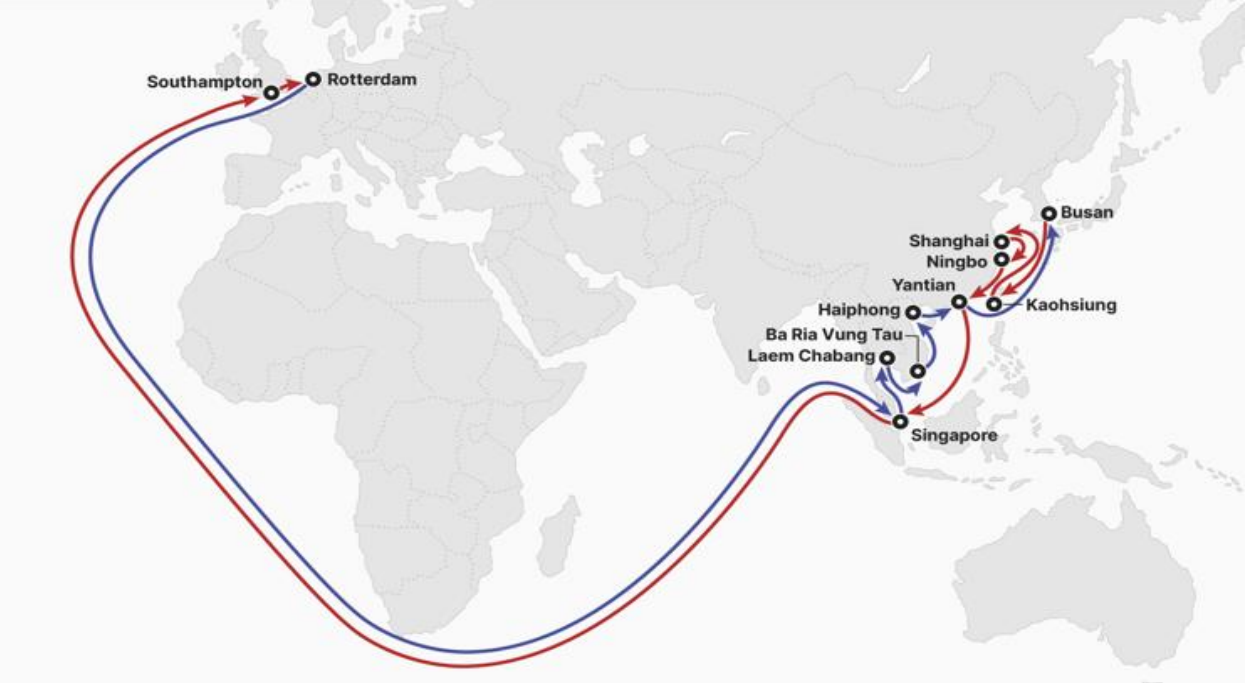 Southampton
Rotterdam
Busan
Shanghai
Ningbo
Yantian
Haiphong
Kaohsiung
Ba Ria Vung Tau
Laem Chabang
Singapore